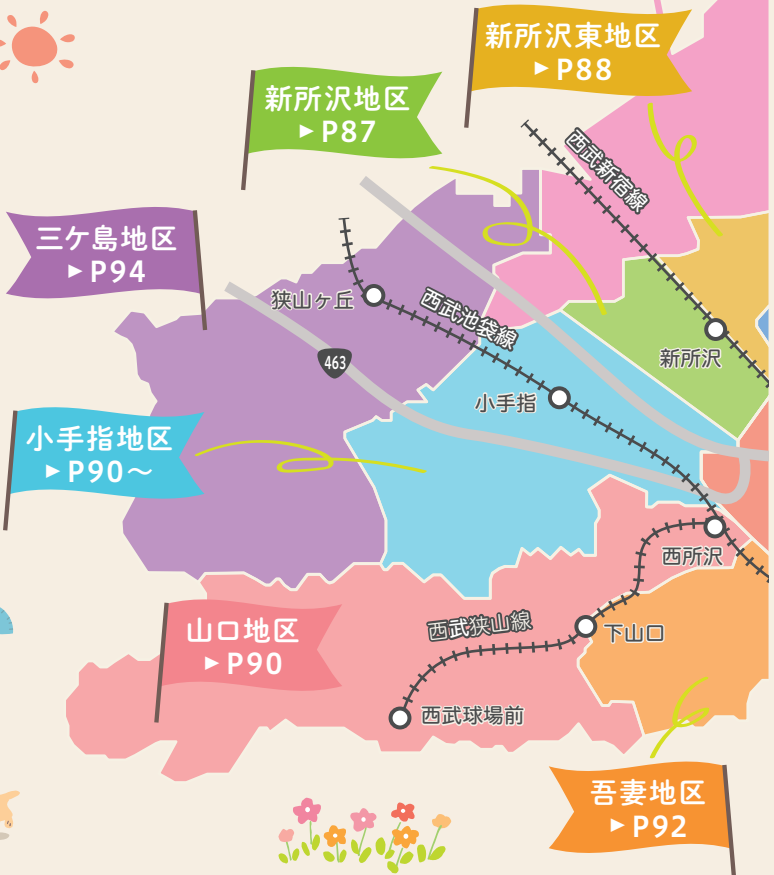 新所沢東地区
▶P88
新所沢地区
▶P87
西武新宿線
三ケ島地区
▶P94
狭山ヶ丘
西武池袋線
463
新所沢
小手指
小手指地区
▶P90～
西所沢
山口地区
▶P90
西武狭山線
下山口
西武球場前
吾妻地区
▶P92